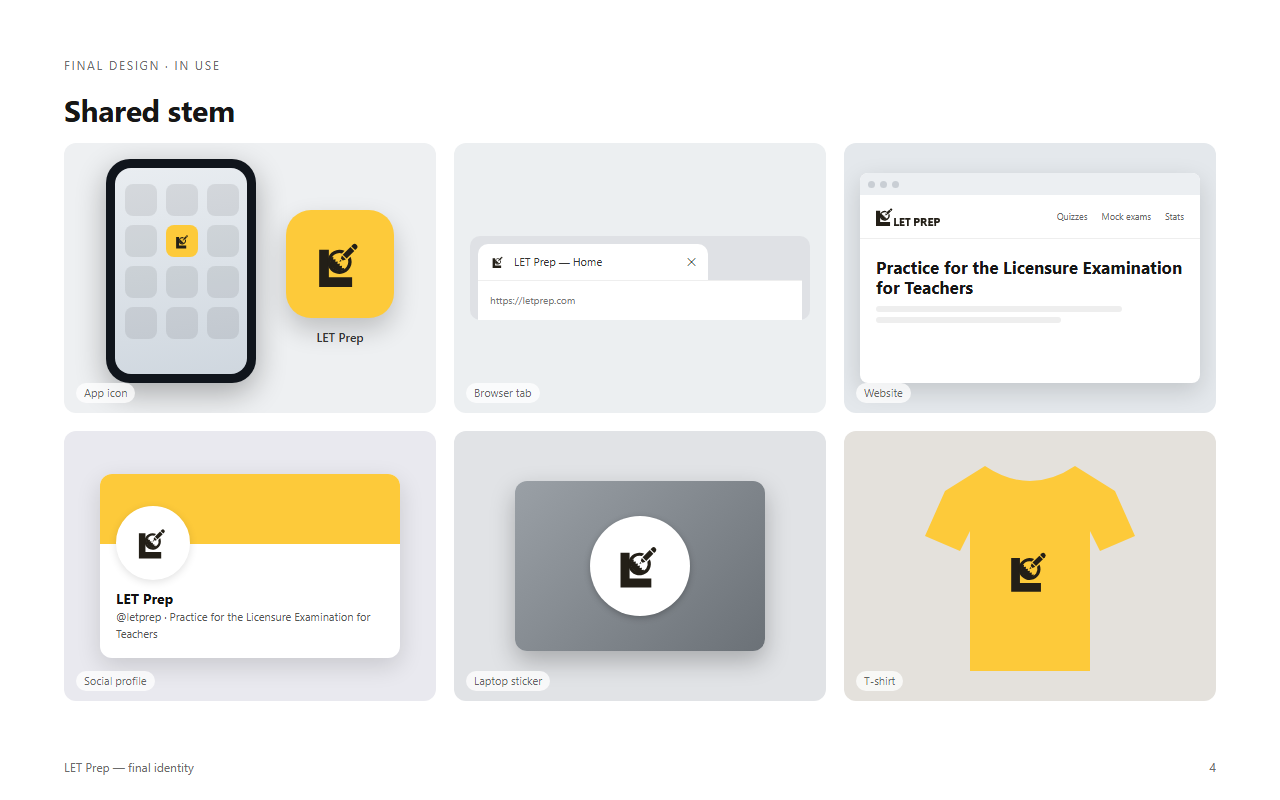 FINAL DESIGN · IN USE
Shared stem
LET Prep
App icon
LET Prep — Home
https://letprep.com
Browser tab
LET PREP
Quizzes
Mock exams
Stats
Practice for the Licensure Examination
for Teachers
Website
LET Prep
@letprep · Practice for the Licensure Examination for
Teachers
Social profile
Laptop sticker
T-shirt
LET Prep — final identity
4